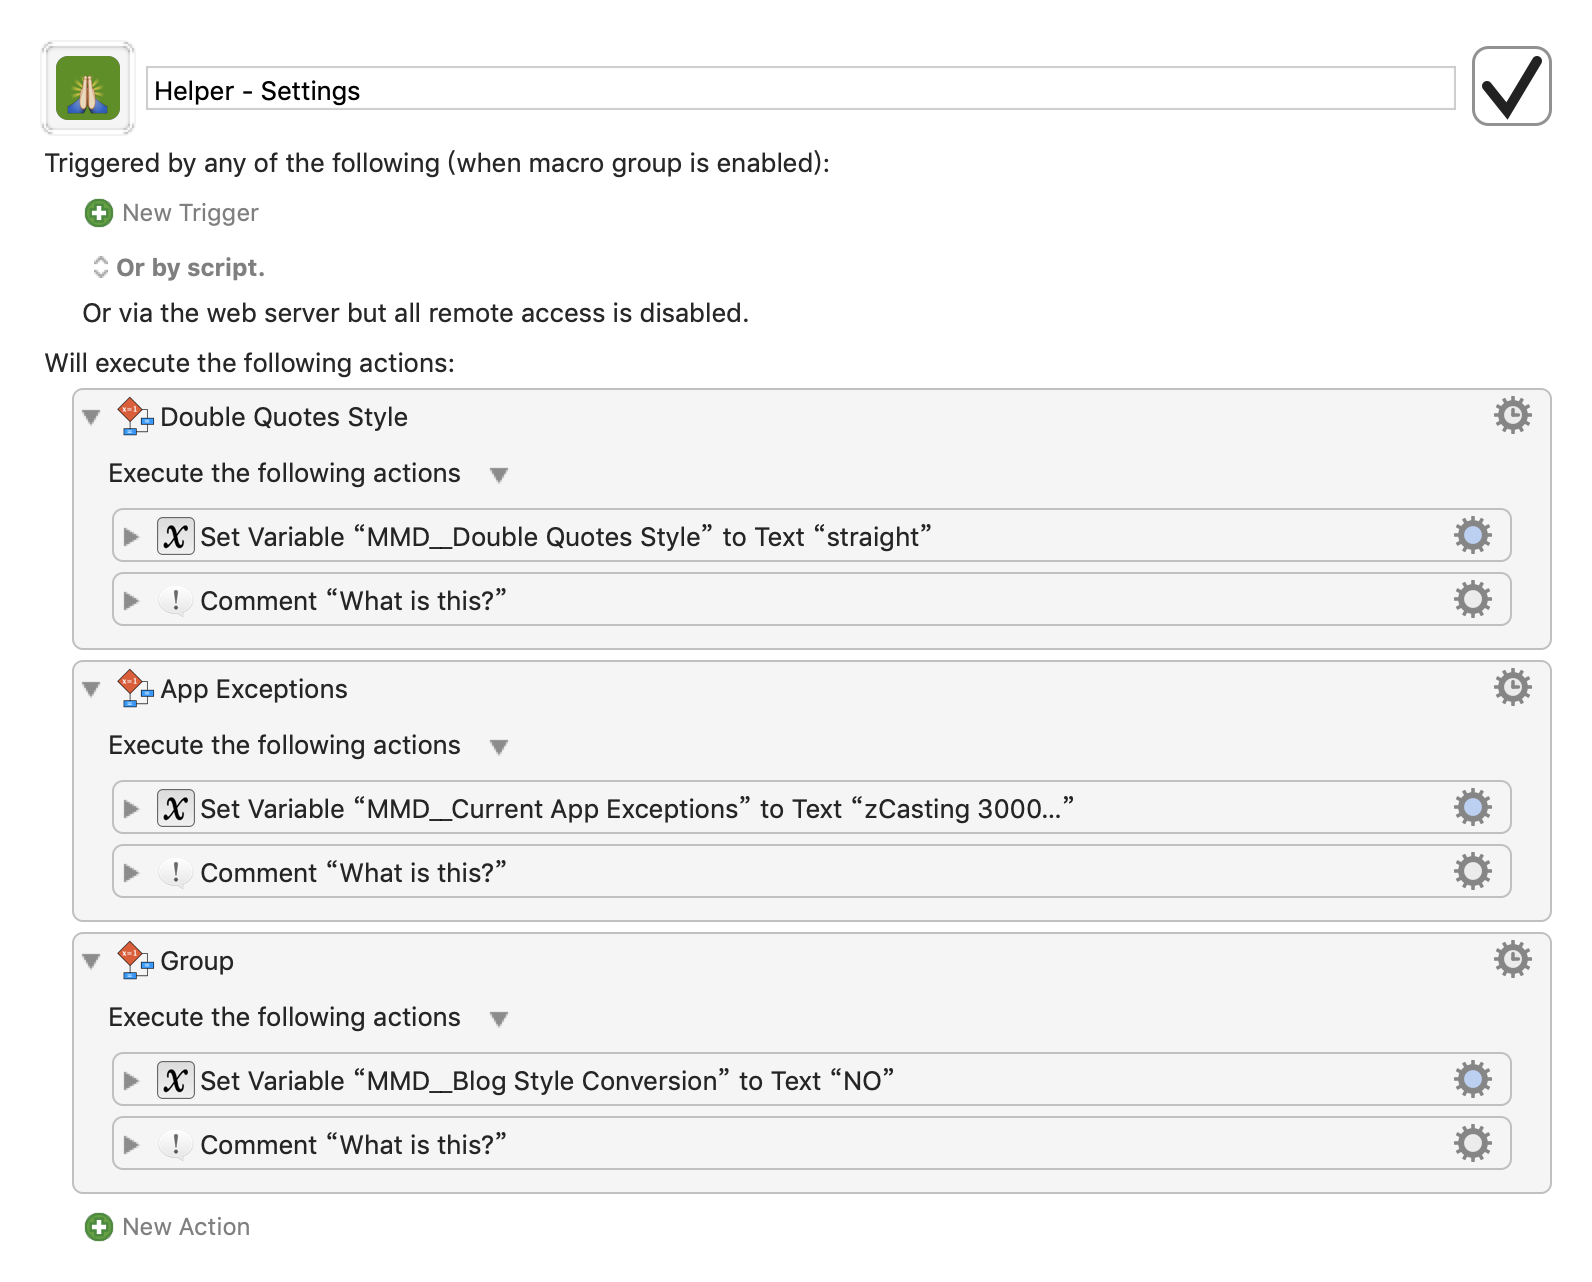 Helper - Settings
Triggered by any of the following (when macro group is enabled):
New Trigger
Or by script.
Or via the web server but all remote access is disabled.
Will execute the following actions:
x=1
Double Quotes Style
Execute the following actions
X Set Variable “MMD__Double Quotes Style” to Text “straight”
! Comment “What is this?”
x=1
App Exceptions
Execute the following actions
X Set Variable “MMD__Current App Exceptions” to Text “zCasting 3000…”
! Comment “What is this?”
x=1
Group
Execute the following actions
X Set Variable “MMD__Blog Style Conversion” to Text “NO”
! Comment “What is this?”
New Action